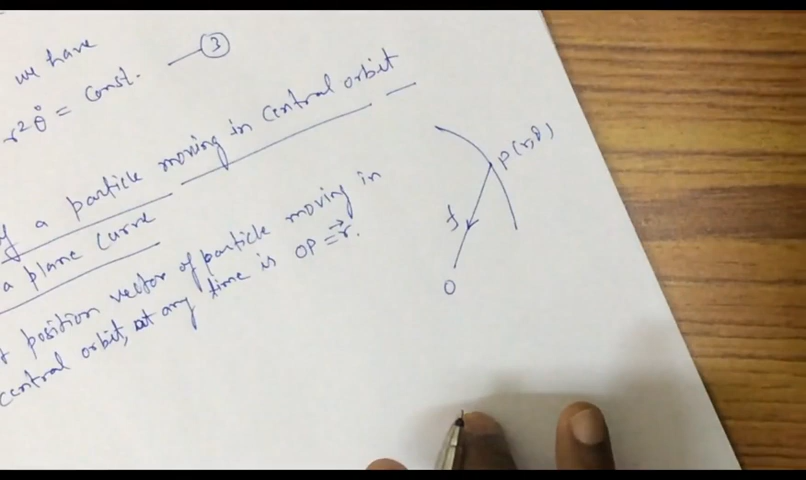 we have
r²θ̇ = const. — ③
a particle moving in central orbit
a plane curve
position vector of particle moving in
central orbit, at any time is OP = r⃗.
P(r,θ)
f
O